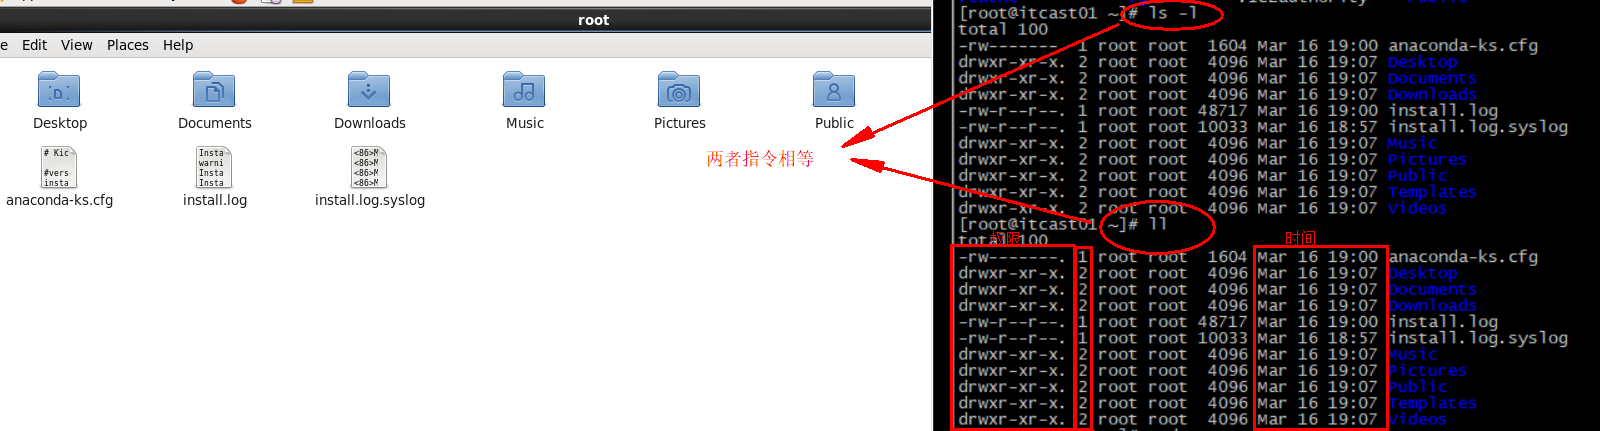 root
e Edit View Places Help
Desktop
Documents
Downloads
Music
Pictures
Public
# Kic
#vers
insta
Insta
warni
Insta
Insta
<86>M
<86>M
<86>M
<86>M
anaconda-ks.cfg
install.log
install.log.syslog
两者指令相等
[root@itcast01 ~]# ls -l
total 100
-rw-------. 1 root root 1604 Mar 16 19:00 anaconda-ks.cfg
drwxr-xr-x. 2 root root 4096 Mar 16 19:07 Desktop
drwxr-xr-x. 2 root root 4096 Mar 16 19:07 Documents
drwxr-xr-x. 2 root root 4096 Mar 16 19:07 Downloads
-rw-r--r--. 1 root root 48717 Mar 16 19:00 install.log
-rw-r--r--. 1 root root 10033 Mar 16 18:57 install.log.syslog
drwxr-xr-x. 2 root root 4096 Mar 16 19:07 Music
drwxr-xr-x. 2 root root 4096 Mar 16 19:07 Pictures
drwxr-xr-x. 2 root root 4096 Mar 16 19:07 Public
drwxr-xr-x. 2 root root 4096 Mar 16 19:07 Templates
drwxr-xr-x. 2 root root 4096 Mar 16 19:07 Videos
[root@itcast01 ~]# ll
total 100
权限
时间
-rw-------. 1 root root 1604 Mar 16 19:00 anaconda-ks.cfg
drwxr-xr-x. 2 root root 4096 Mar 16 19:07 Desktop
drwxr-xr-x. 2 root root 4096 Mar 16 19:07 Documents
drwxr-xr-x. 2 root root 4096 Mar 16 19:07 Downloads
-rw-r--r--. 1 root root 48717 Mar 16 19:00 install.log
-rw-r--r--. 1 root root 10033 Mar 16 18:57 install.log.syslog
drwxr-xr-x. 2 root root 4096 Mar 16 19:07 Music
drwxr-xr-x. 2 root root 4096 Mar 16 19:07 Pictures
drwxr-xr-x. 2 root root 4096 Mar 16 19:07 Public
drwxr-xr-x. 2 root root 4096 Mar 16 19:07 Templates
drwxr-xr-x. 2 root root 4096 Mar 16 19:07 Videos